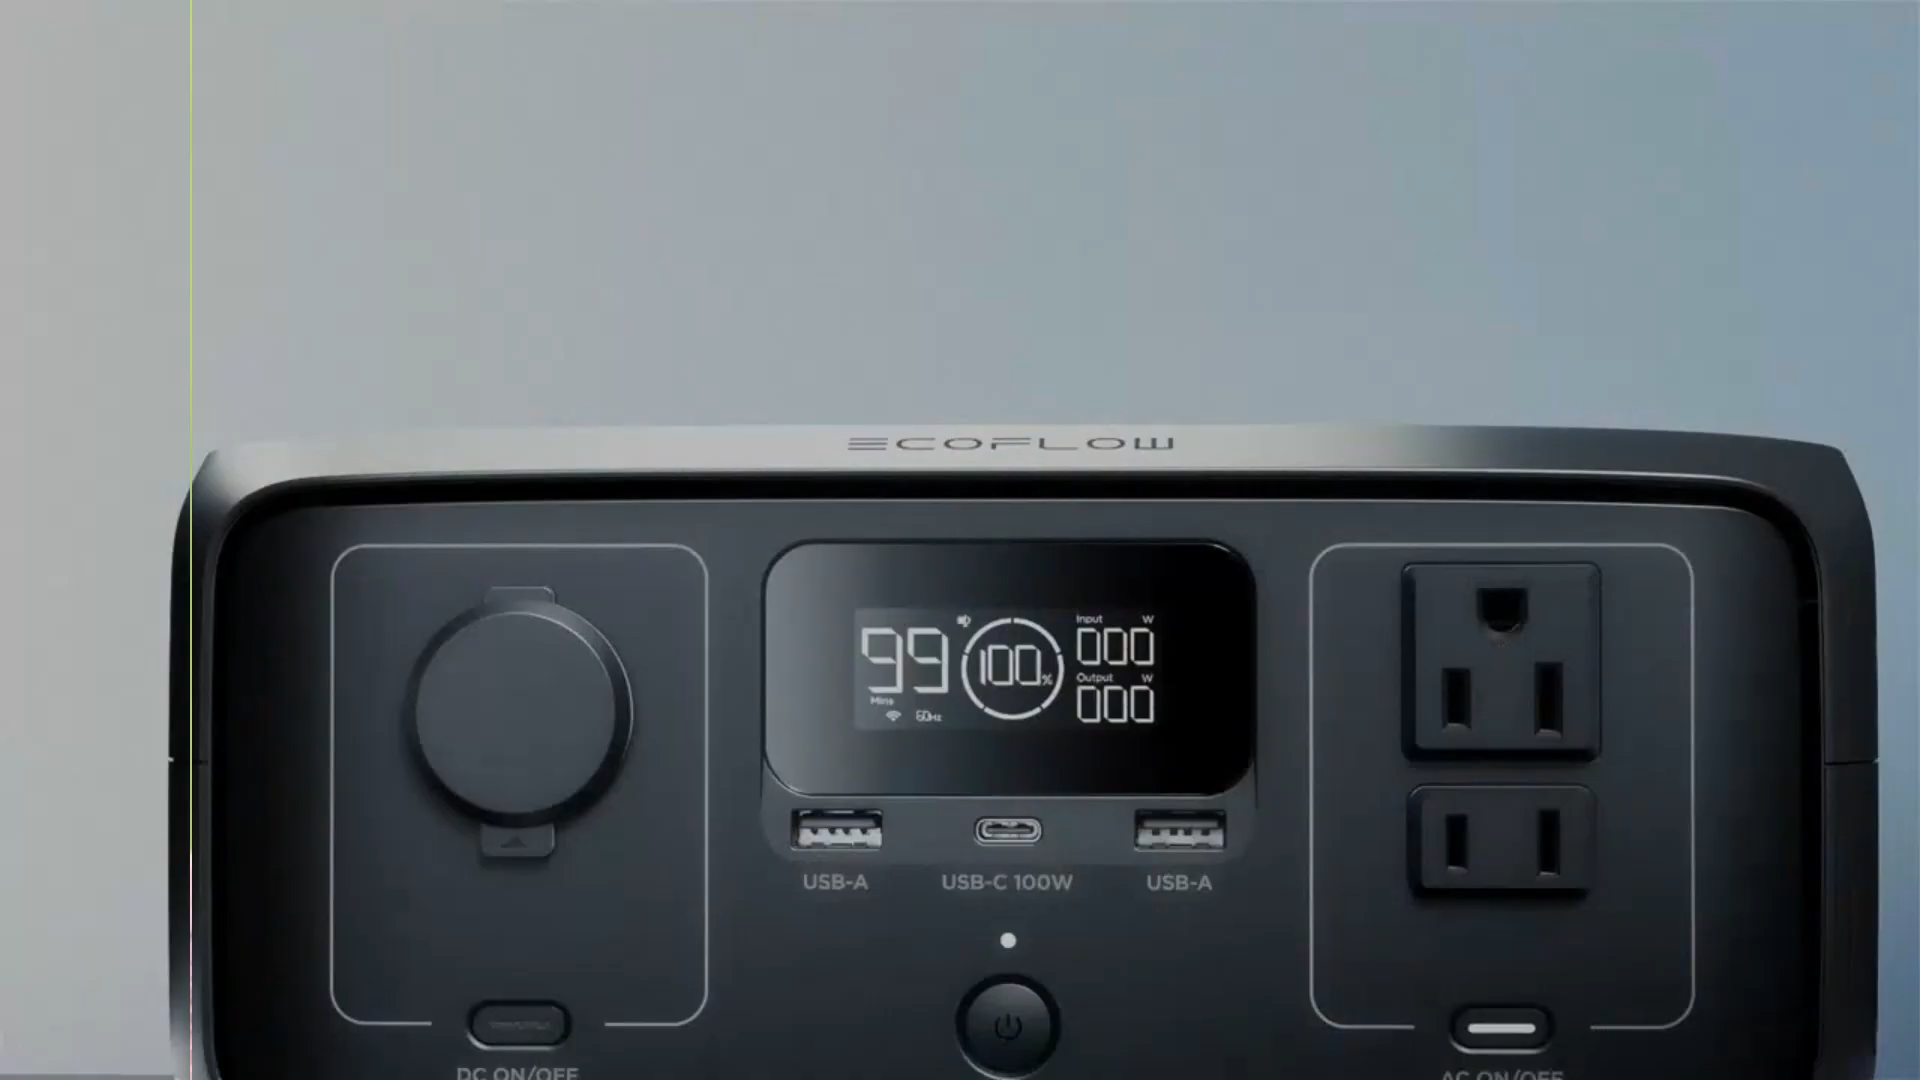 ECOFLOW
Input W
99 100% 000
Output W
Mins 000
60Hz
USB-A USB-C 100W USB-A
DC ON/OFF AC ON/OFF